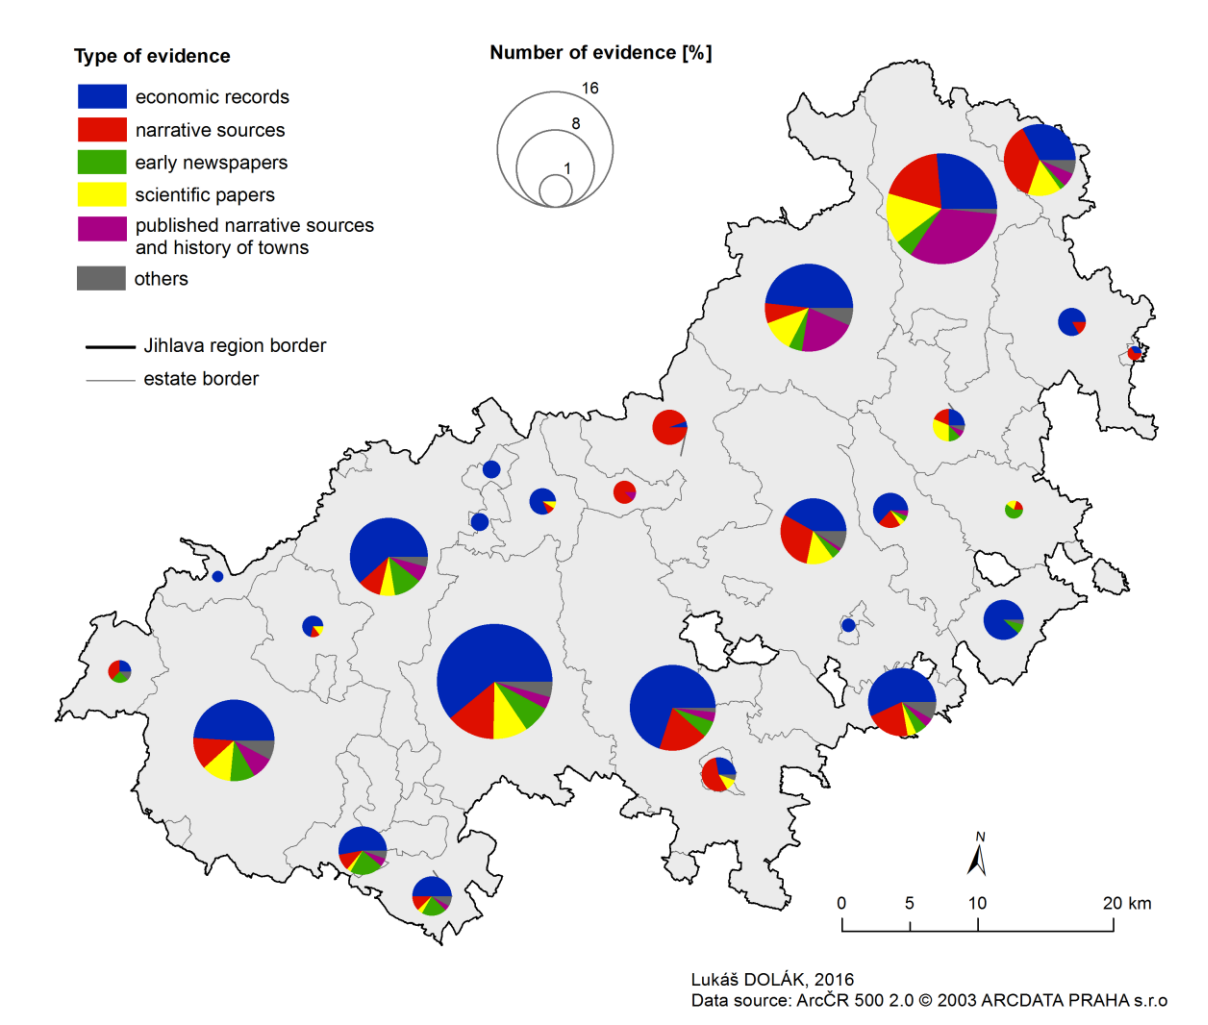 Type of evidence
economic records
narrative sources
early newspapers
scientific papers
published narrative sources
and history of towns
others
Jihlava region border
estate border
Number of evidence [%]
16
8
1
N
0 5 10 20 km
Lukáš DOLÁK, 2016
Data source: ArcČR 500 2.0 © 2003 ARCDATA PRAHA s.r.o